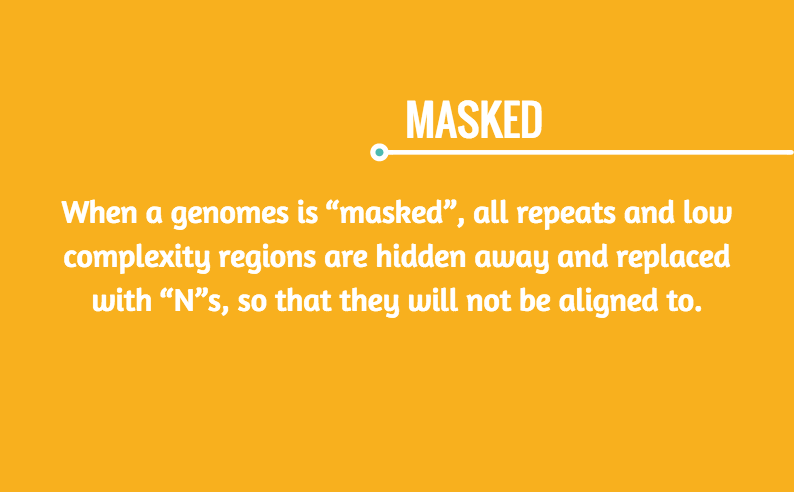 MASKED
When a genomes is “masked”, all repeats and low
complexity regions are hidden away and replaced
with “N”s, so that they will not be aligned to.